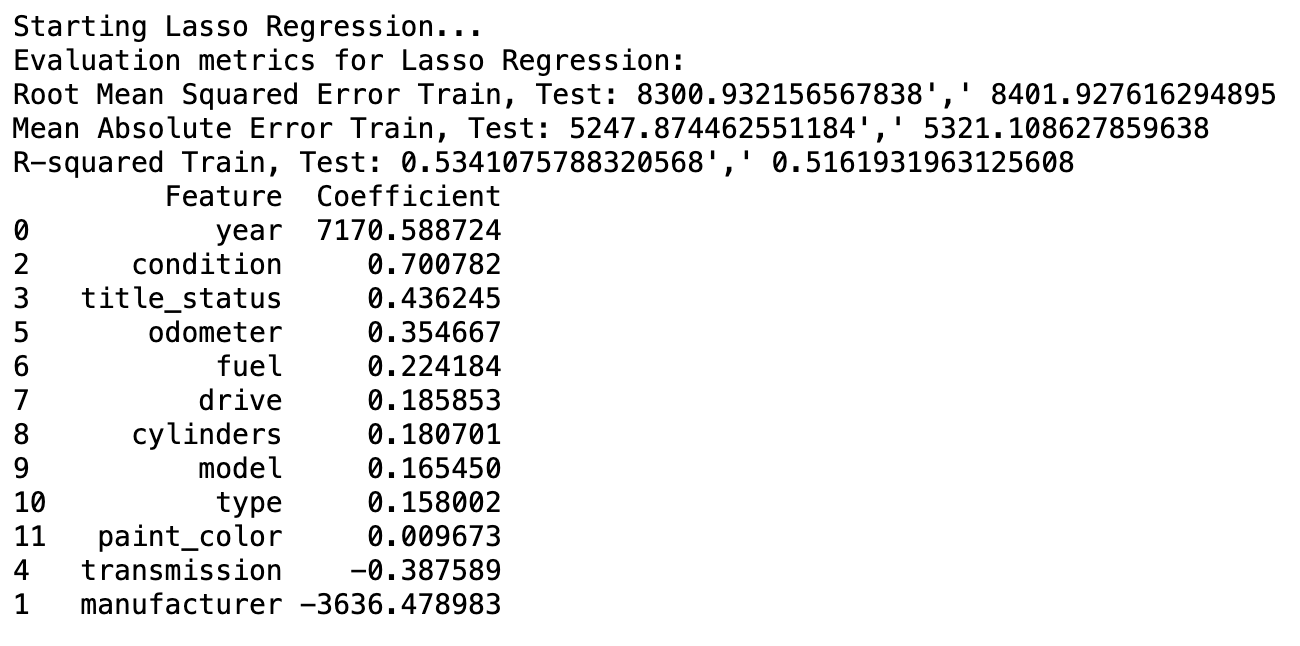 Starting Lasso Regression...
Evaluation metrics for Lasso Regression:
Root Mean Squared Error Train, Test: 8300.932156567838',' 8401.927616294895
Mean Absolute Error Train, Test: 5247.874462551184',' 5321.108627859638
R-squared Train, Test: 0.5341075788320568',' 0.5161931963125608
Feature Coefficient
0 year 7170.588724
2 condition 0.700782
3 title_status 0.436245
5 odometer 0.354667
6 fuel 0.224184
7 drive 0.185853
8 cylinders 0.180701
9 model 0.165450
10 type 0.158002
11 paint_color 0.009673
4 transmission -0.387589
1 manufacturer -3636.478983